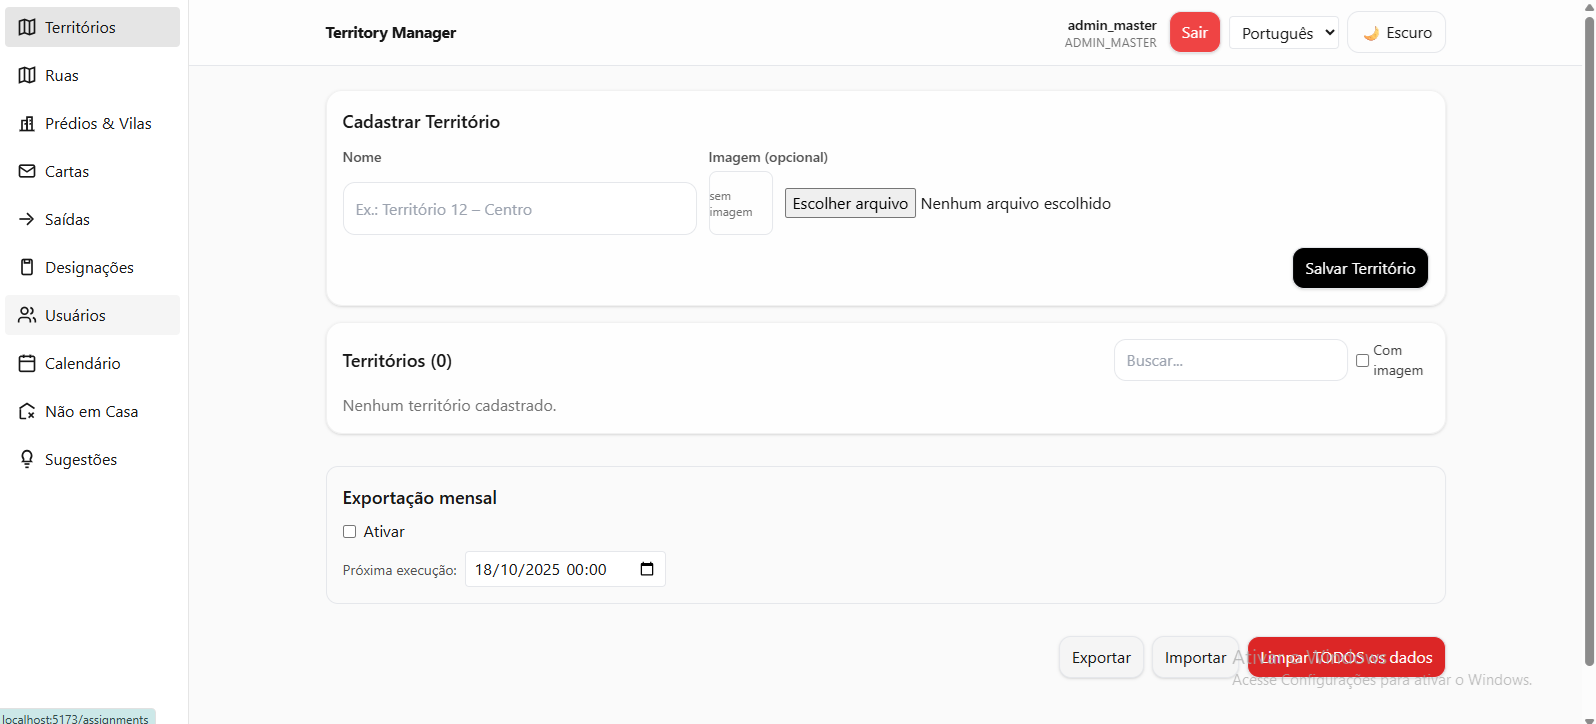 Territórios
Ruas
Prédios & Vilas
Cartas
Saídas
Designações
Usuários
Calendário
Não em Casa
Sugestões
localhost:5173/assignments
Territory Manager
admin_master
ADMIN_MASTER
Sair
Português
Escuro
Cadastrar Território
Nome
Imagem (opcional)
Ex.: Território 12 – Centro
sem
imagem
Escolher arquivo Nenhum arquivo escolhido
Salvar Território
Territórios (0)
Buscar...
Com
imagem
Nenhum território cadastrado.
Exportação mensal
Ativar
Próxima execução: 18/10/2025 00:00
Exportar
Importar
Limpar TODOS os dados
Ativar o Windows
Acesse Configurações para ativar o Windows.